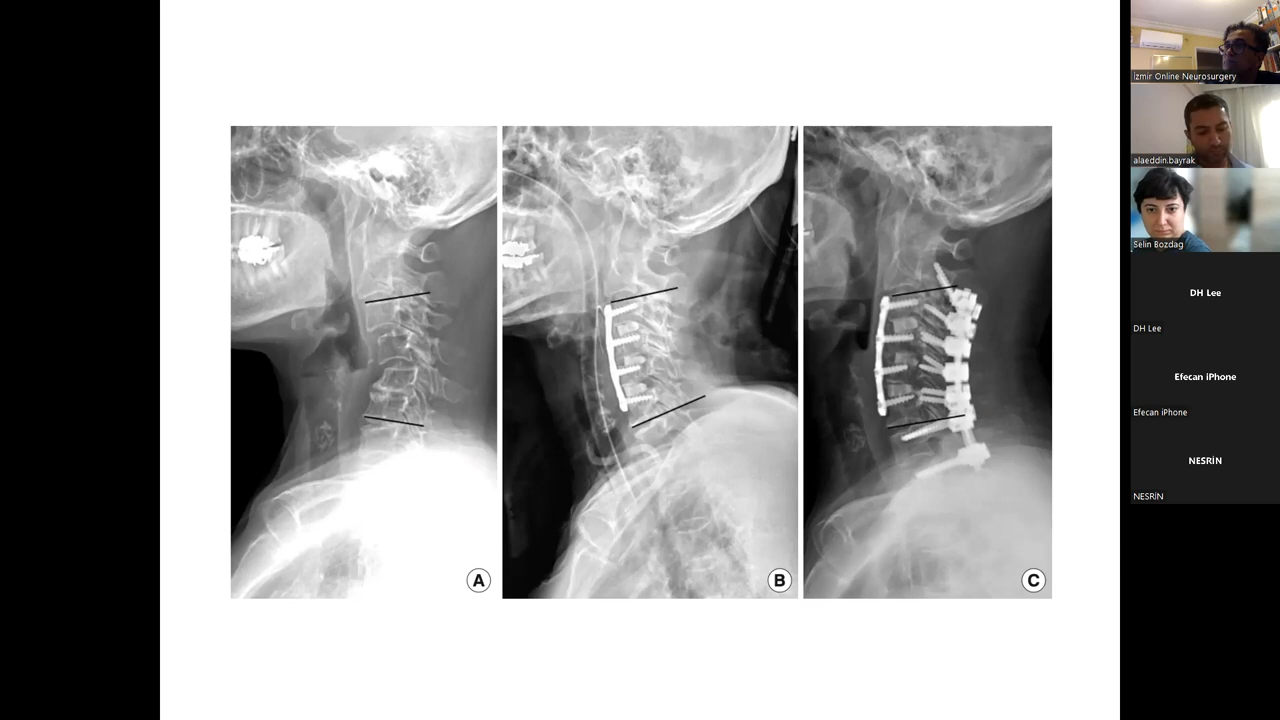 A
B
C
İzmir Online Neurosurgery
alaeddin.bayrak
Selin Bozdag
DH Lee
DH Lee
Efecan iPhone
Efecan iPhone
NESRİN
NESRİN